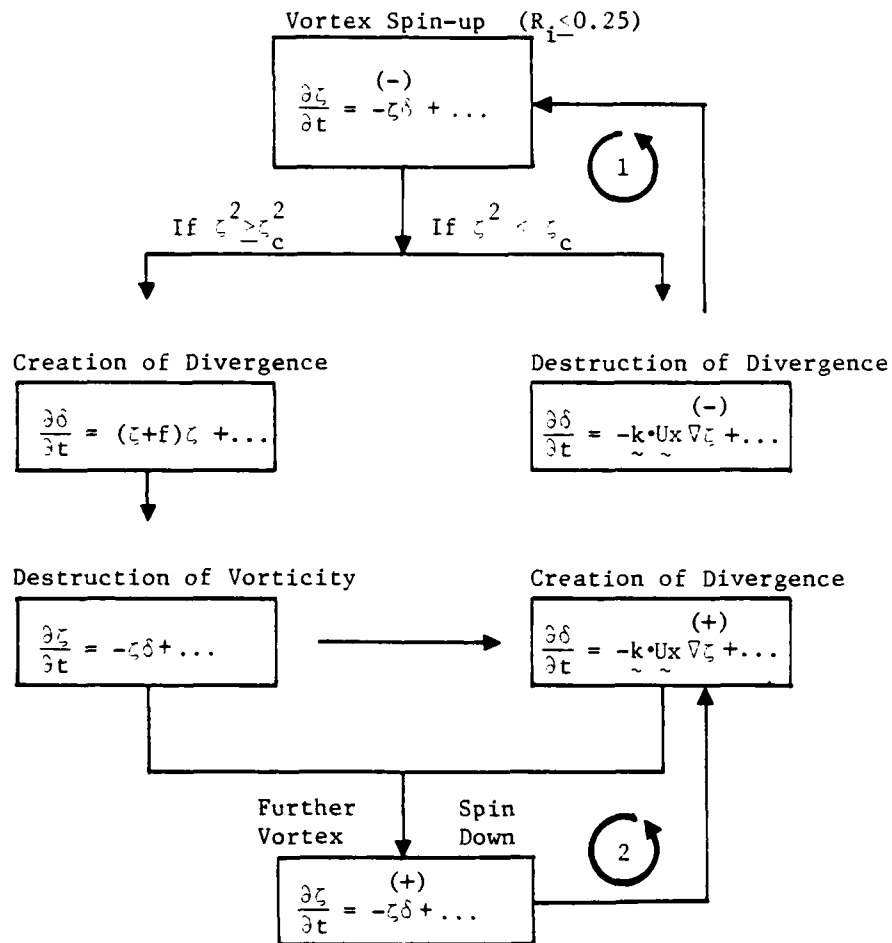 Vortex Spin-up (R_i ≤ 0.25)
(-)
∂ζ/∂t = -ζδ + ...
1
If ζ² ≥ ζ_c²
If ζ² < ζ_c
Creation of Divergence
Destruction of Divergence
∂δ/∂t = (ζ+f)ζ +...
(-)
∂δ/∂t = -k•Ux∇ζ +...
Destruction of Vorticity
Creation of Divergence
∂ζ/∂t = -ζδ+ ...
(+)
∂δ/∂t = -k•Ux∇ζ +...
Further Spin
Vortex Down
2
(+)
∂ζ/∂t = -ζδ+ ...